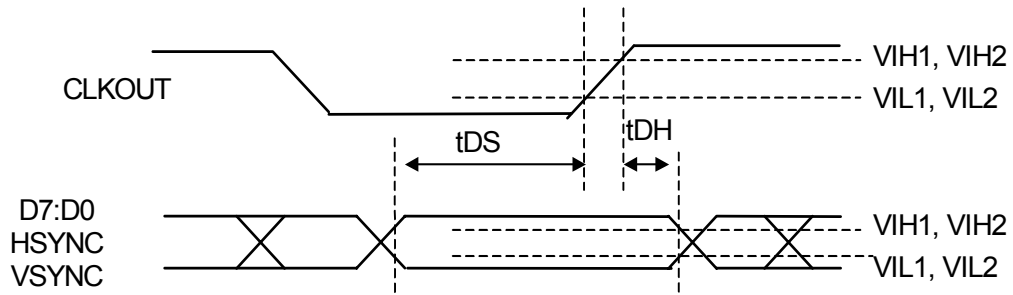 VIH1, VIH2
CLKOUT
VIL1, VIL2
tDS
tDH
D7:D0
HSYNC
VSYNC
VIH1, VIH2
VIL1, VIL2